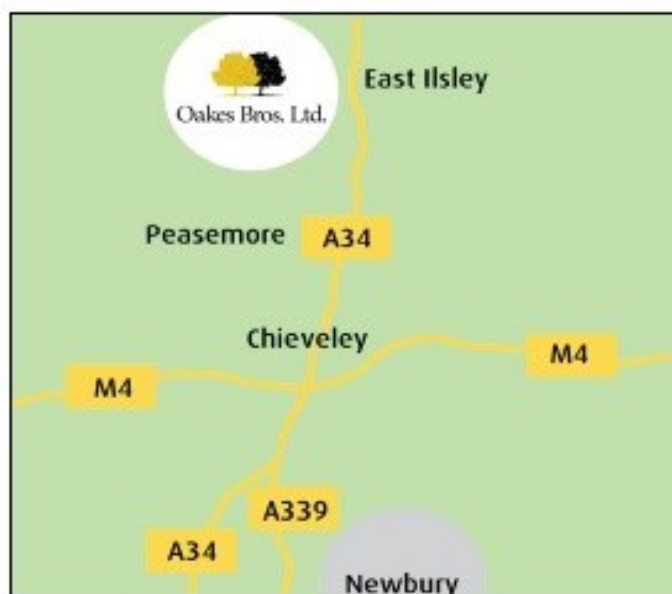 East Ilsley
Oakes Bros. Ltd.
Peasemore
A34
Chieveley
M4
M4
A339
A34
Newbury